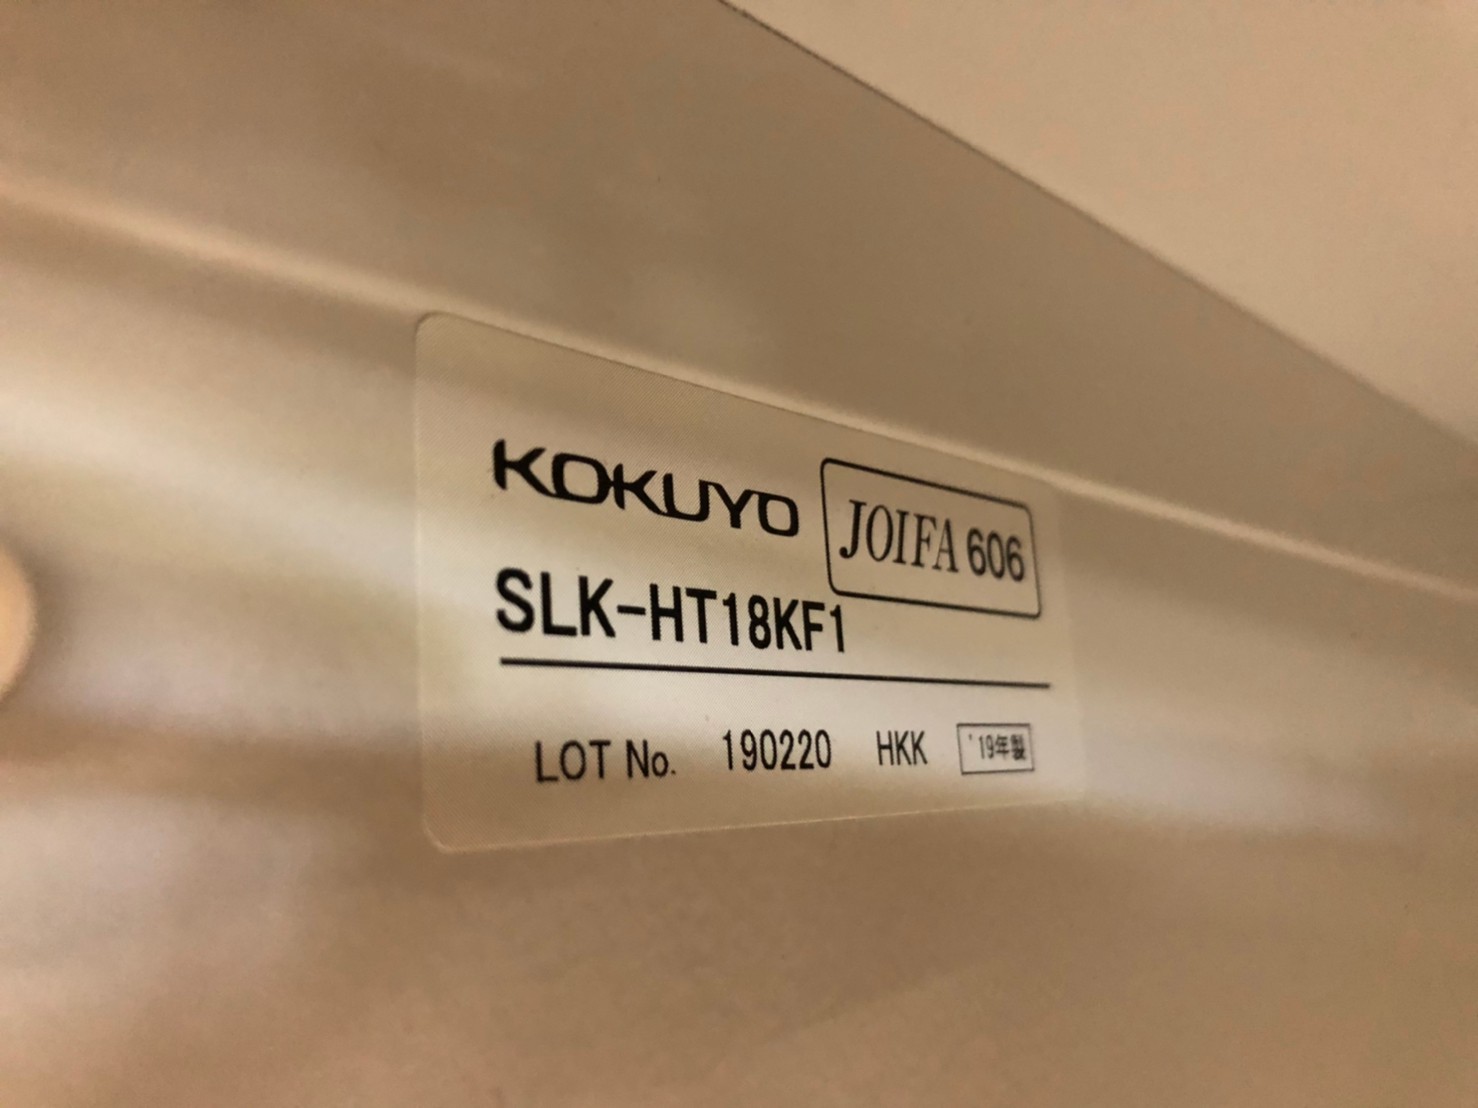 KOKUYO JOIFA 606
SLK-HT18KF1
LOT No. 190220 HKK '19年製